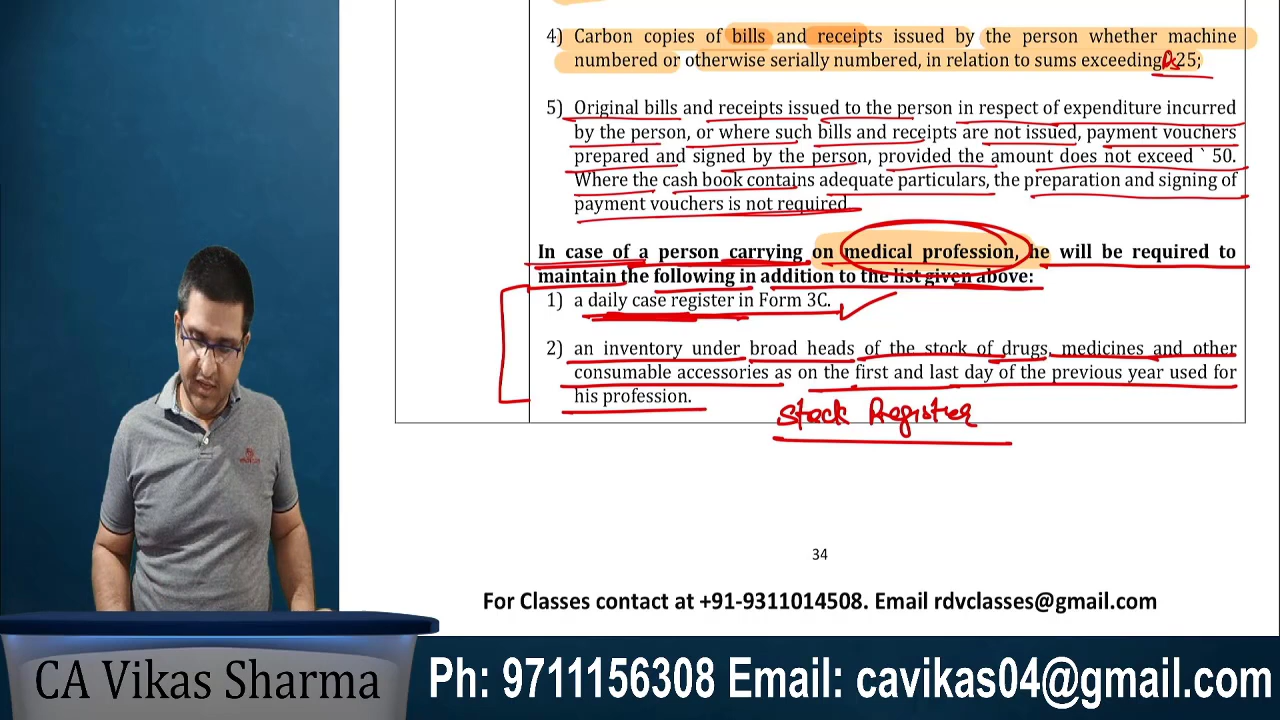 4) Carbon copies of bills and receipts issued by the person whether machine
numbered or otherwise serially numbered, in relation to sums exceeding Rs 25;
5) Original bills and receipts issued to the person in respect of expenditure incurred
by the person, or where such bills and receipts are not issued, payment vouchers
prepared and signed by the person, provided the amount does not exceed ` 50.
Where the cash book contains adequate particulars, the preparation and signing of
payment vouchers is not required.
In case of a person carrying on medical profession, he will be required to
maintain the following in addition to the list given above:
1) a daily case register in Form 3C.
2) an inventory under broad heads of the stock of drugs, medicines and other
consumable accessories as on the first and last day of the previous year used for
his profession.
Stock Register
34
For Classes contact at +91-9311014508. Email rdvclasses@gmail.com
CA Vikas Sharma
Ph: 9711156308 Email: cavikas04@gmail.com